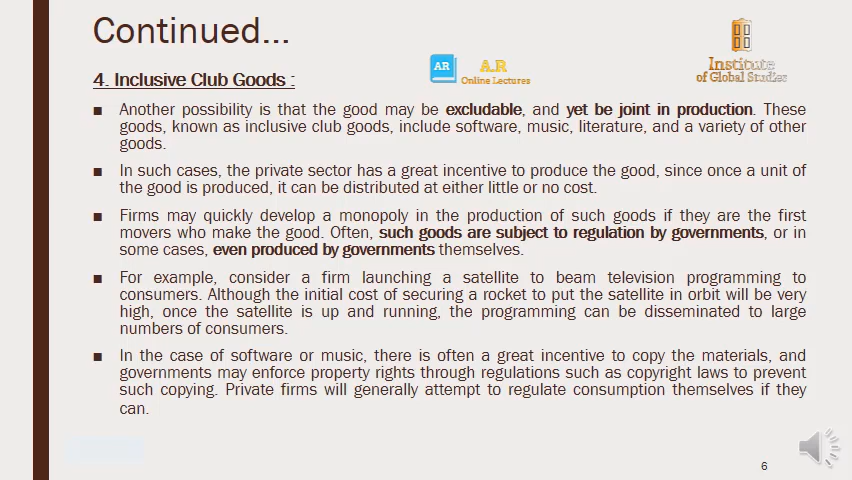 Continued...
Institute
of Global Studies
AR
A.R
Online Lectures
4. Inclusive Club Goods :
Another possibility is that the good may be excludable, and yet be joint in production. These
goods, known as inclusive club goods, include software, music, literature, and a variety of other
goods.
In such cases, the private sector has a great incentive to produce the good, since once a unit of
the good is produced, it can be distributed at either little or no cost.
Firms may quickly develop a monopoly in the production of such goods if they are the first
movers who make the good. Often, such goods are subject to regulation by governments, or in
some cases, even produced by governments themselves.
For example, consider a firm launching a satellite to beam television programming to
consumers. Although the initial cost of securing a rocket to put the satellite in orbit will be very
high, once the satellite is up and running, the programming can be disseminated to large
numbers of consumers.
In the case of software or music, there is often a great incentive to copy the materials, and
governments may enforce property rights through regulations such as copyright laws to prevent
such copying. Private firms will generally attempt to regulate consumption themselves if they
can.
6